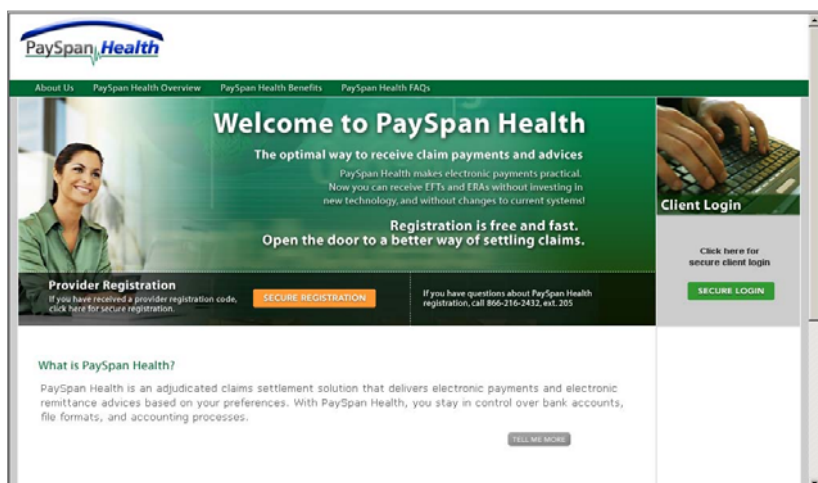 PaySpan Health
About Us PaySpan Health Overview PaySpan Health Benefits PaySpan Health FAQs
Welcome to PaySpan Health
The optimal way to receive claim payments and advices
PaySpan Health makes electronic payments practical.
Now you can receive EFTs and ERAs without investing in
new technology, and without changes to current systems!
Registration is free and fast.
Open the door to a better way of settling claims.
Provider Registration
If you have received a provider registration code,
click here for secure registration.
SECURE REGISTRATION
If you have questions about PaySpan Health
registration, call 866-216-2432, ext. 205
Client Login
Click here for
secure client login
SECURE LOGIN
What is PaySpan Health?
PaySpan Health is an adjudicated claims settlement solution that delivers electronic payments and electronic
remittance advices based on your preferences. With PaySpan Health, you stay in control over bank accounts,
file formats, and accounting processes.
TELL ME MORE